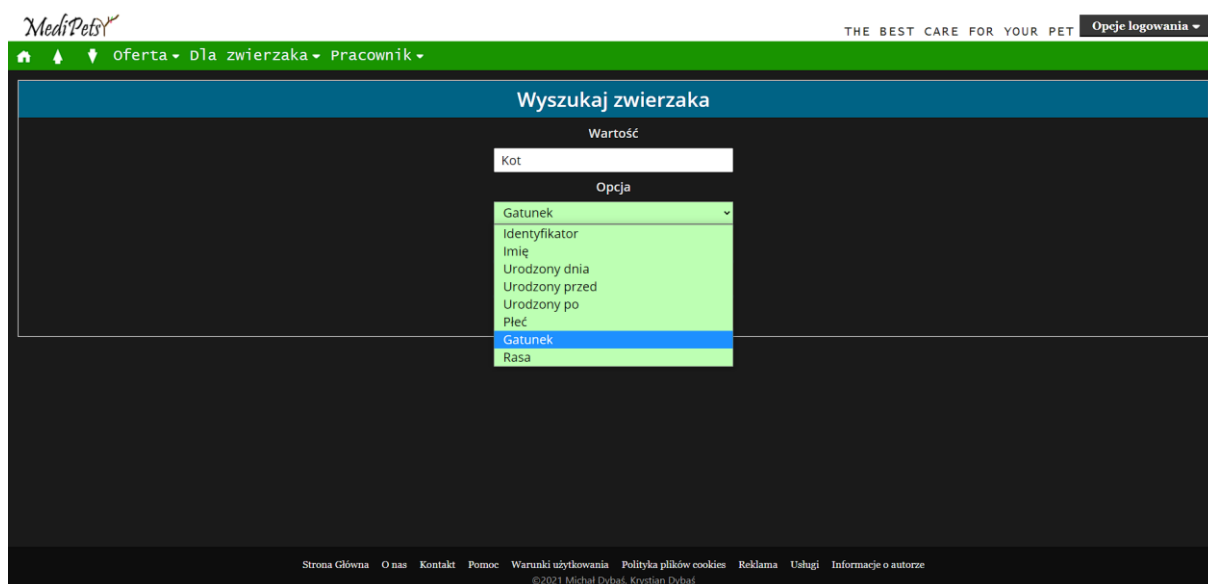 MediPets
THE BEST CARE FOR YOUR PET
Opcje logowania
Oferta Dla zwierzaka Pracownik
Wyszukaj zwierzaka
Wartość
Kot
Opcja
Gatunek
Identyfikator
Imię
Urodzony dnia
Urodzony przed
Urodzony po
Płeć
Gatunek
Rasa
Strona Główna O nas Kontakt Pomoc Warunki użytkowania Polityka plików cookies Reklama Usługi Informacje o autorze
©2021 Michał Dybaś, Krystian Dybaś